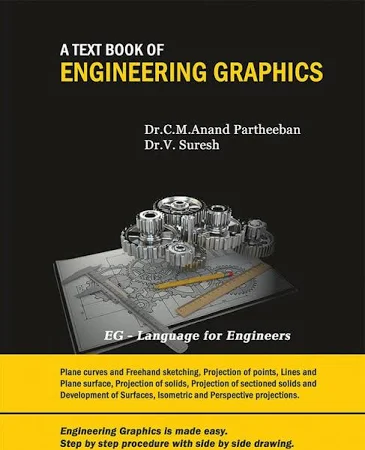 A TEXT BOOK OF
ENGINEERING GRAPHICS
Dr.C.M.Anand Partheeban
Dr.V. Suresh
EG - Language for Engineers
Plane curves and Freehand sketching, Projection of points, Lines and
Plane surface, Projection of solids, Projection of sectioned solids and
Development of Surfaces, Isometric and Perspective projections.
Engineering Graphics is made easy.
Step by step procedure with side by side drawing.